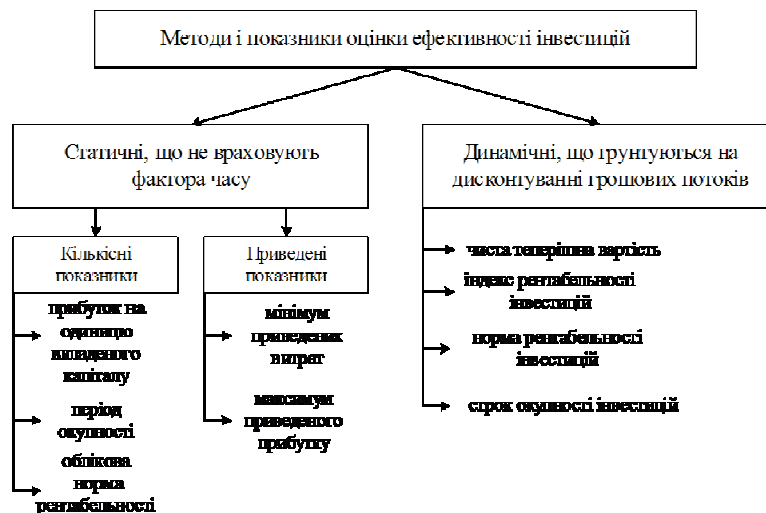 Методи і показники оцінки ефективності інвестицій
Статичні, що не враховують
фактора часу
Динамічні, що ґрунтуються на
дисконтуванні грошових потоків
Кількісні
показники
Приведені
показники
прибуток на
одиницю
вкладеного
капіталу
період
окупності
облікова
норма
рентабельності
мінімум
приведених
витрат
максимум
приведеного
прибутку
чиста теперішня вартість
індекс рентабельності
інвестицій
норма рентабельності
інвестицій
строк окупності інвестицій